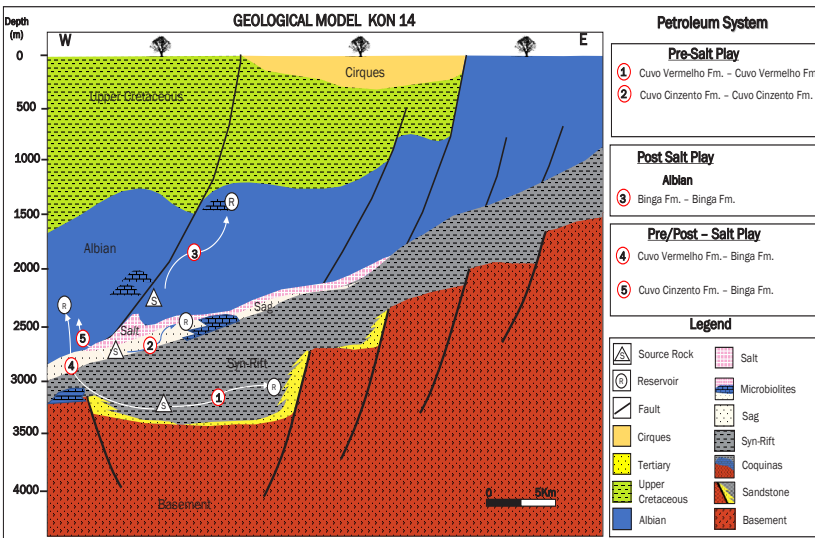 GEOLOGICAL MODEL KON 14
Depth
(m)
W
E
0
500
1000
1500
2000
2500
3000
3500
4000
Cirques
Upper Cretaceous
R
3
Albian
S
R
5
Salt
R
Sag
2
S
4
Syn-Rift
1
R
S
Basement
0 5Km
Petroleum System
Pre-Salt Play
1 Cuvo Vermelho Fm. – Cuvo Vermelho Fm
2 Cuvo Cinzento Fm. – Cuvo Cinzento Fm.
Post Salt Play
Albian
3 Binga Fm. – Binga Fm.
Pre/Post – Salt Play
4 Cuvo Vermelho Fm.– Binga Fm.
5 Cuvo Cinzento Fm. – Binga Fm.
Legend
S Source Rock
R Reservoir
Fault
Cirques
Tertiary
Upper
Cretaceous
Albian
Salt
Microbiolites
Sag
Syn-Rift
Coquinas
Sandstone
Basement